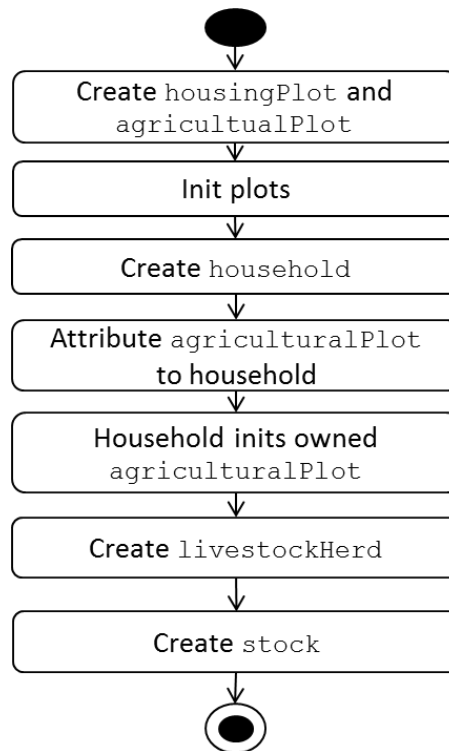 Create housingPlot and
agricultualPlot
Init plots
Create household
Attribute agriculturalPlot
to household
Household inits owned
agriculturalPlot
Create livestockHerd
Create stock